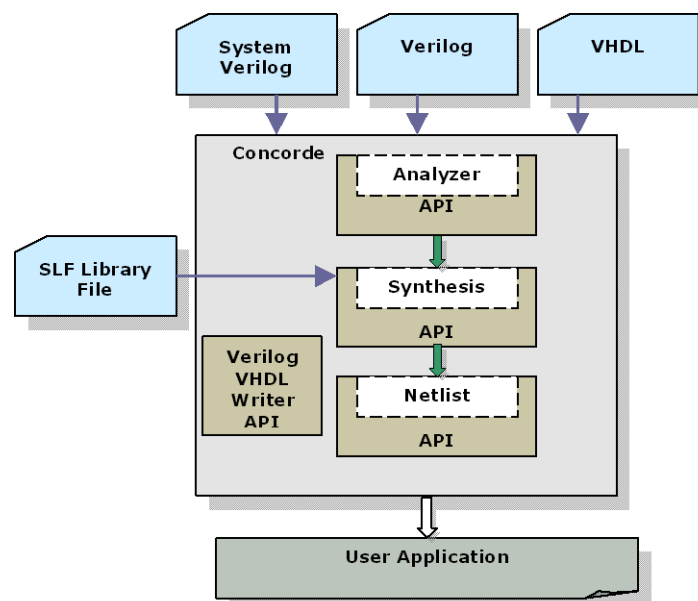 System
Verilog
Verilog
VHDL
Concorde
Analyzer
API
SLF Library
File
Synthesis
API
Verilog
VHDL
Writer
API
Netlist
API
User Application